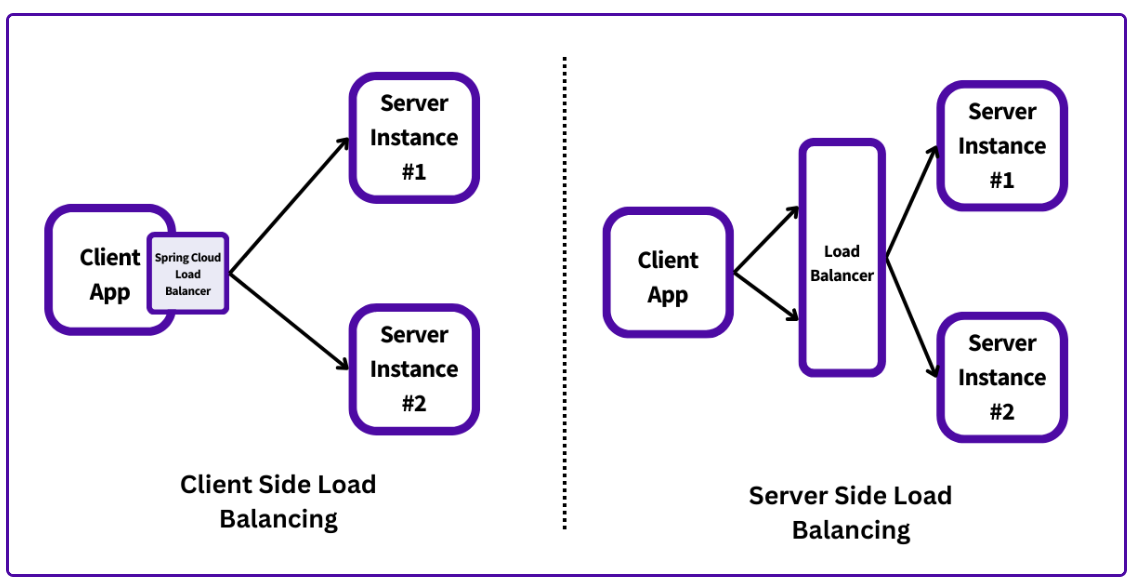 Server
Instance
#1
Client
App
Spring Cloud
Load
Balancer
Server
Instance
#2
Client Side Load
Balancing
Server
Instance
#1
Client
App
Load
Balancer
Server
Instance
#2
Server Side Load
Balancing